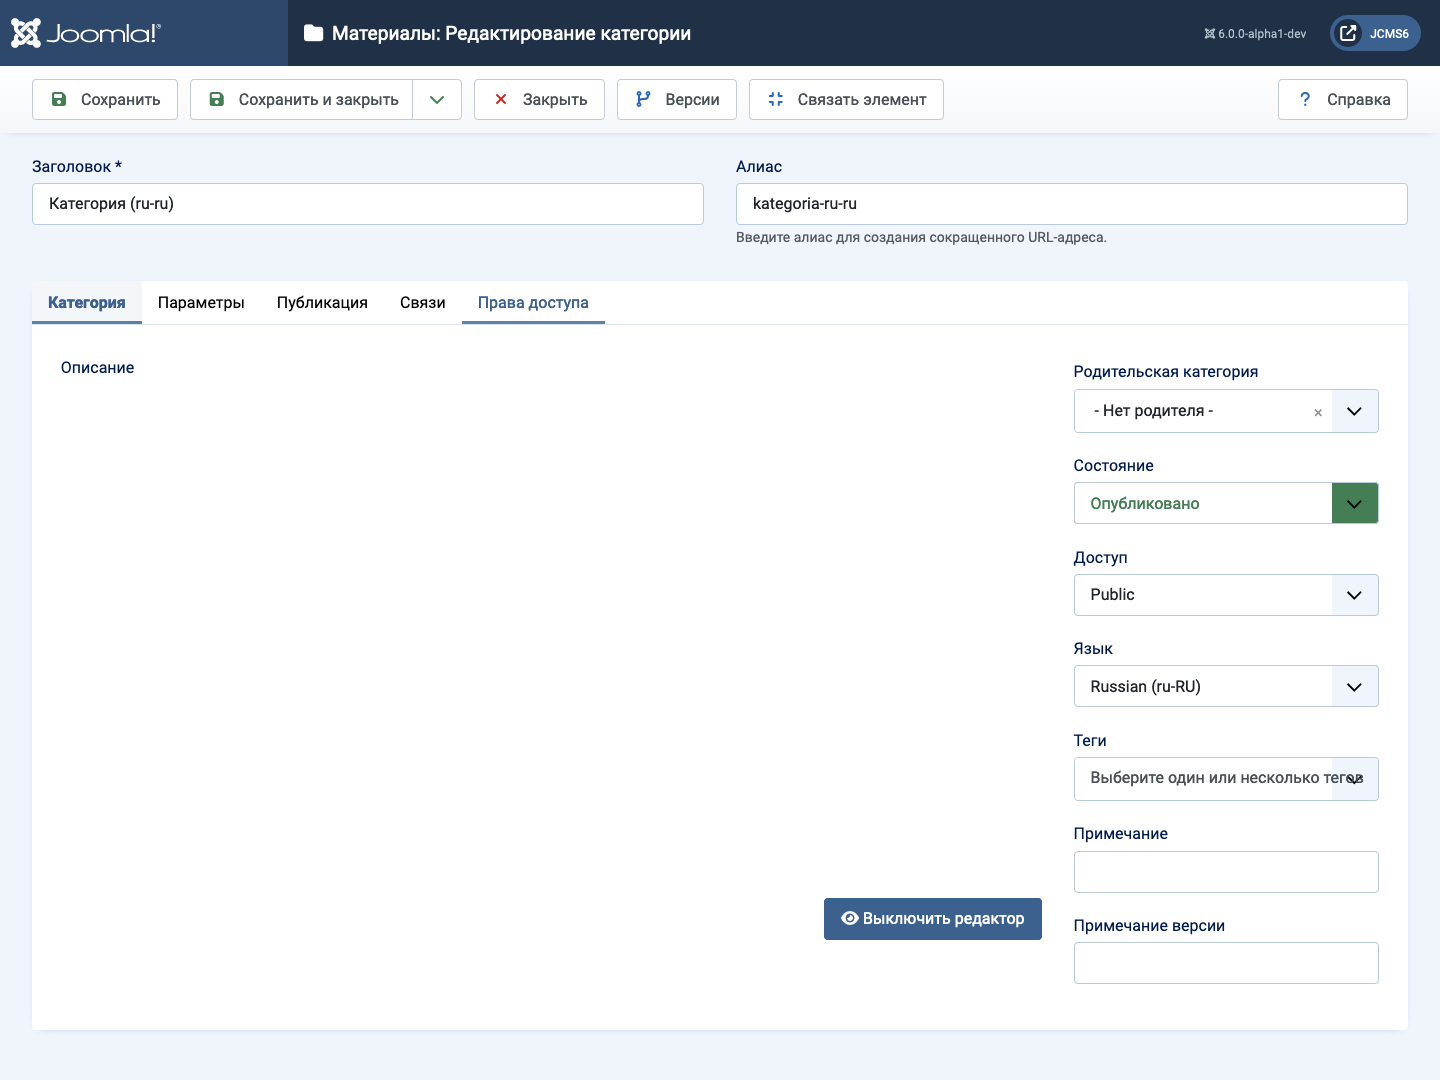 Joomla!®
Материалы: Редактирование категории
6.0.0-alpha1-dev
JCMS6
Сохранить
Сохранить и закрыть
Закрыть
Версии
Связать элемент
? Справка
Заголовок *
Категория (ru-ru)
Алиас
kategoria-ru-ru
Введите алиас для создания сокращенного URL-адреса.
Категория
Параметры
Публикация
Связи
Права доступа
Описание
Выключить редактор
Родительская категория
- Нет родителя - ×
Состояние
Опубликовано
Доступ
Public
Язык
Russian (ru-RU)
Теги
Выберите один или несколько тегов
Примечание
Примечание версии